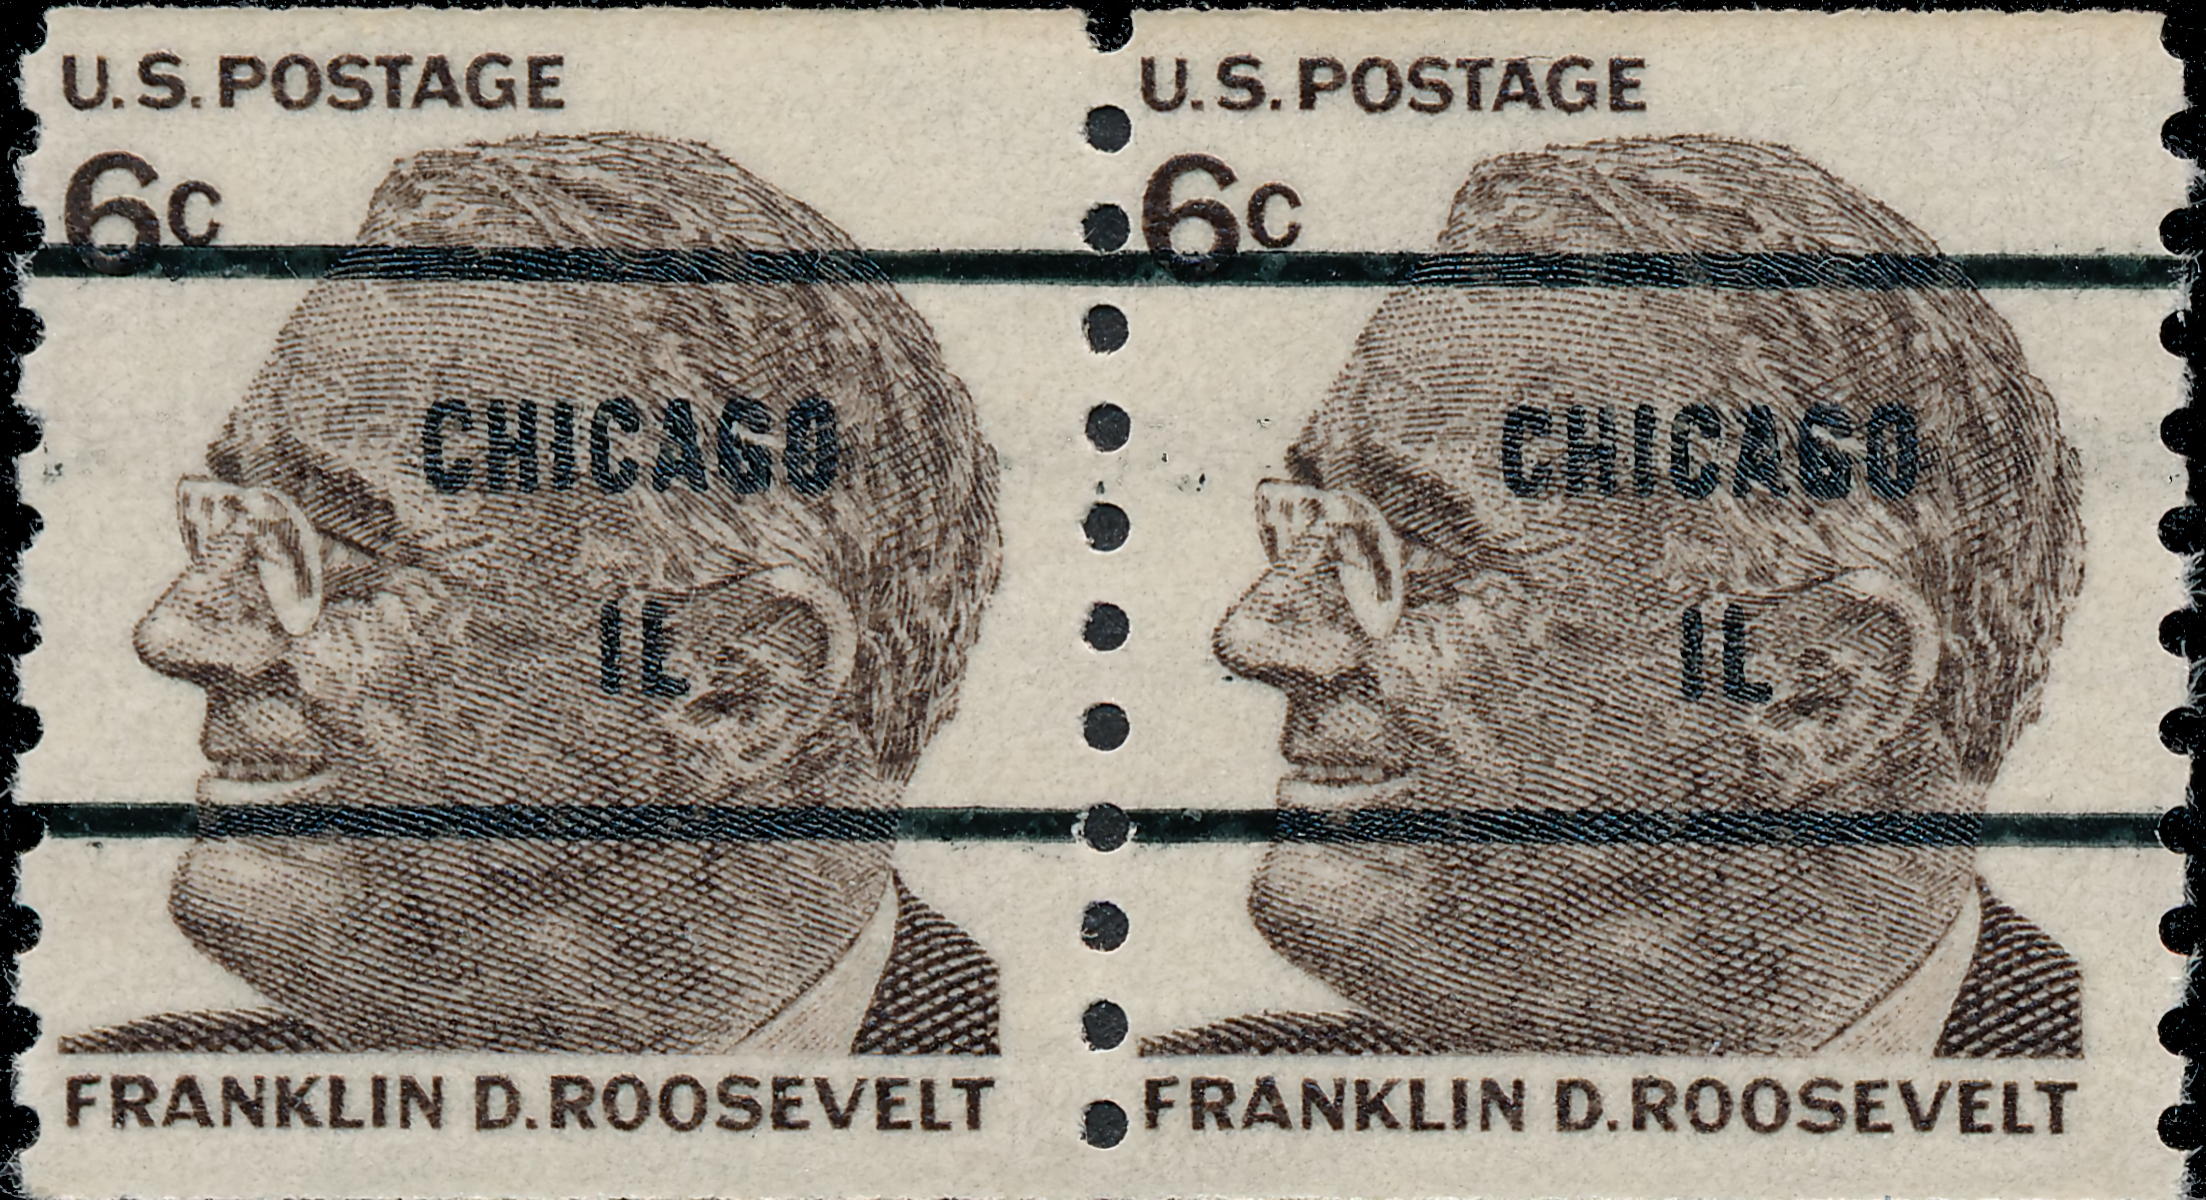 U.S. POSTAGE
6c
CHICAGO
IL
FRANKLIN D. ROOSEVELT
U.S. POSTAGE
6c
CHICAGO
IL
FRANKLIN D. ROOSEVELT